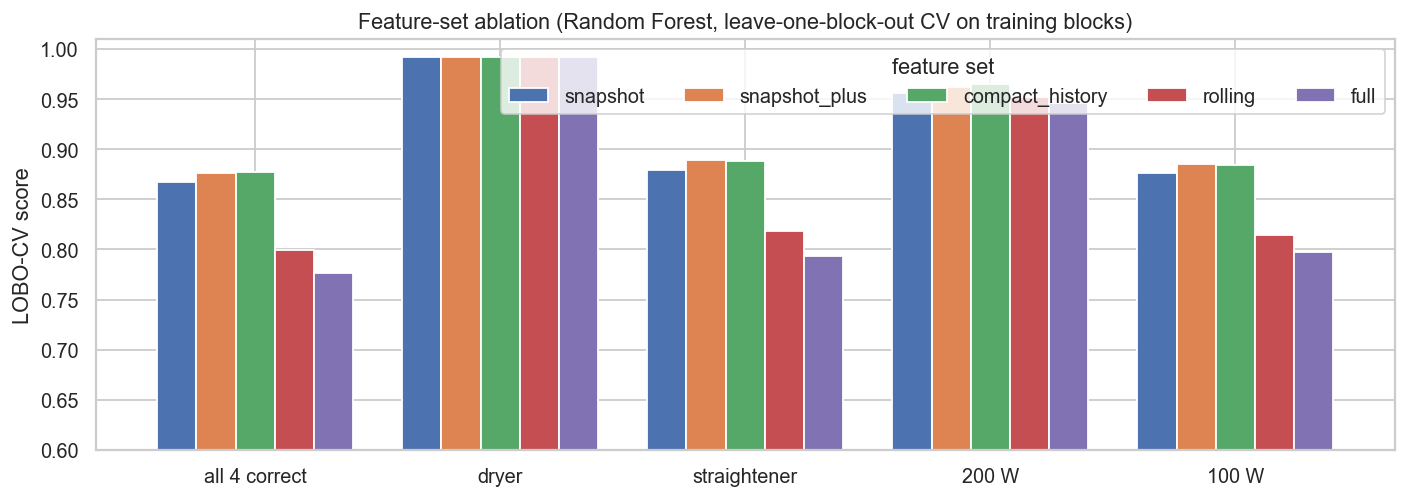 Feature-set ablation (Random Forest, leave-one-block-out CV on training blocks)
feature set
snapshot snapshot_plus compact_history rolling full
LOBO-CV score
1.00
0.95
0.90
0.85
0.80
0.75
0.70
0.65
0.60
all 4 correct dryer straightener 200 W 100 W